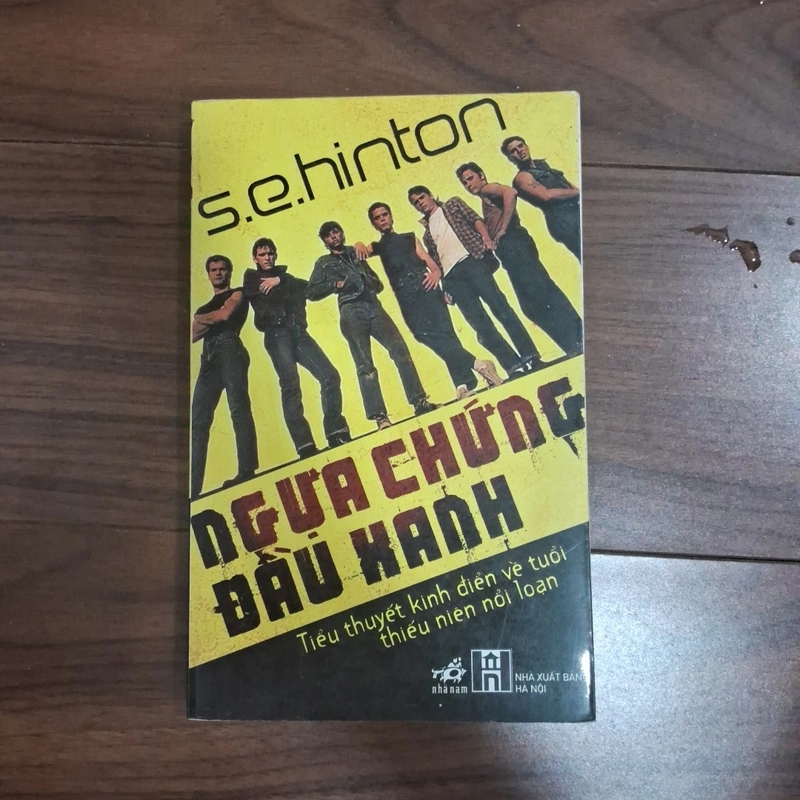 s.e.hinton
nGỰA CHỨnG
ĐẦU XAnH
Tiểu thuyết kinh điển về tuổi
thiếu niên nổi loạn
nhã nam
NHÀ XUẤT BẢN
HÀ NỘI